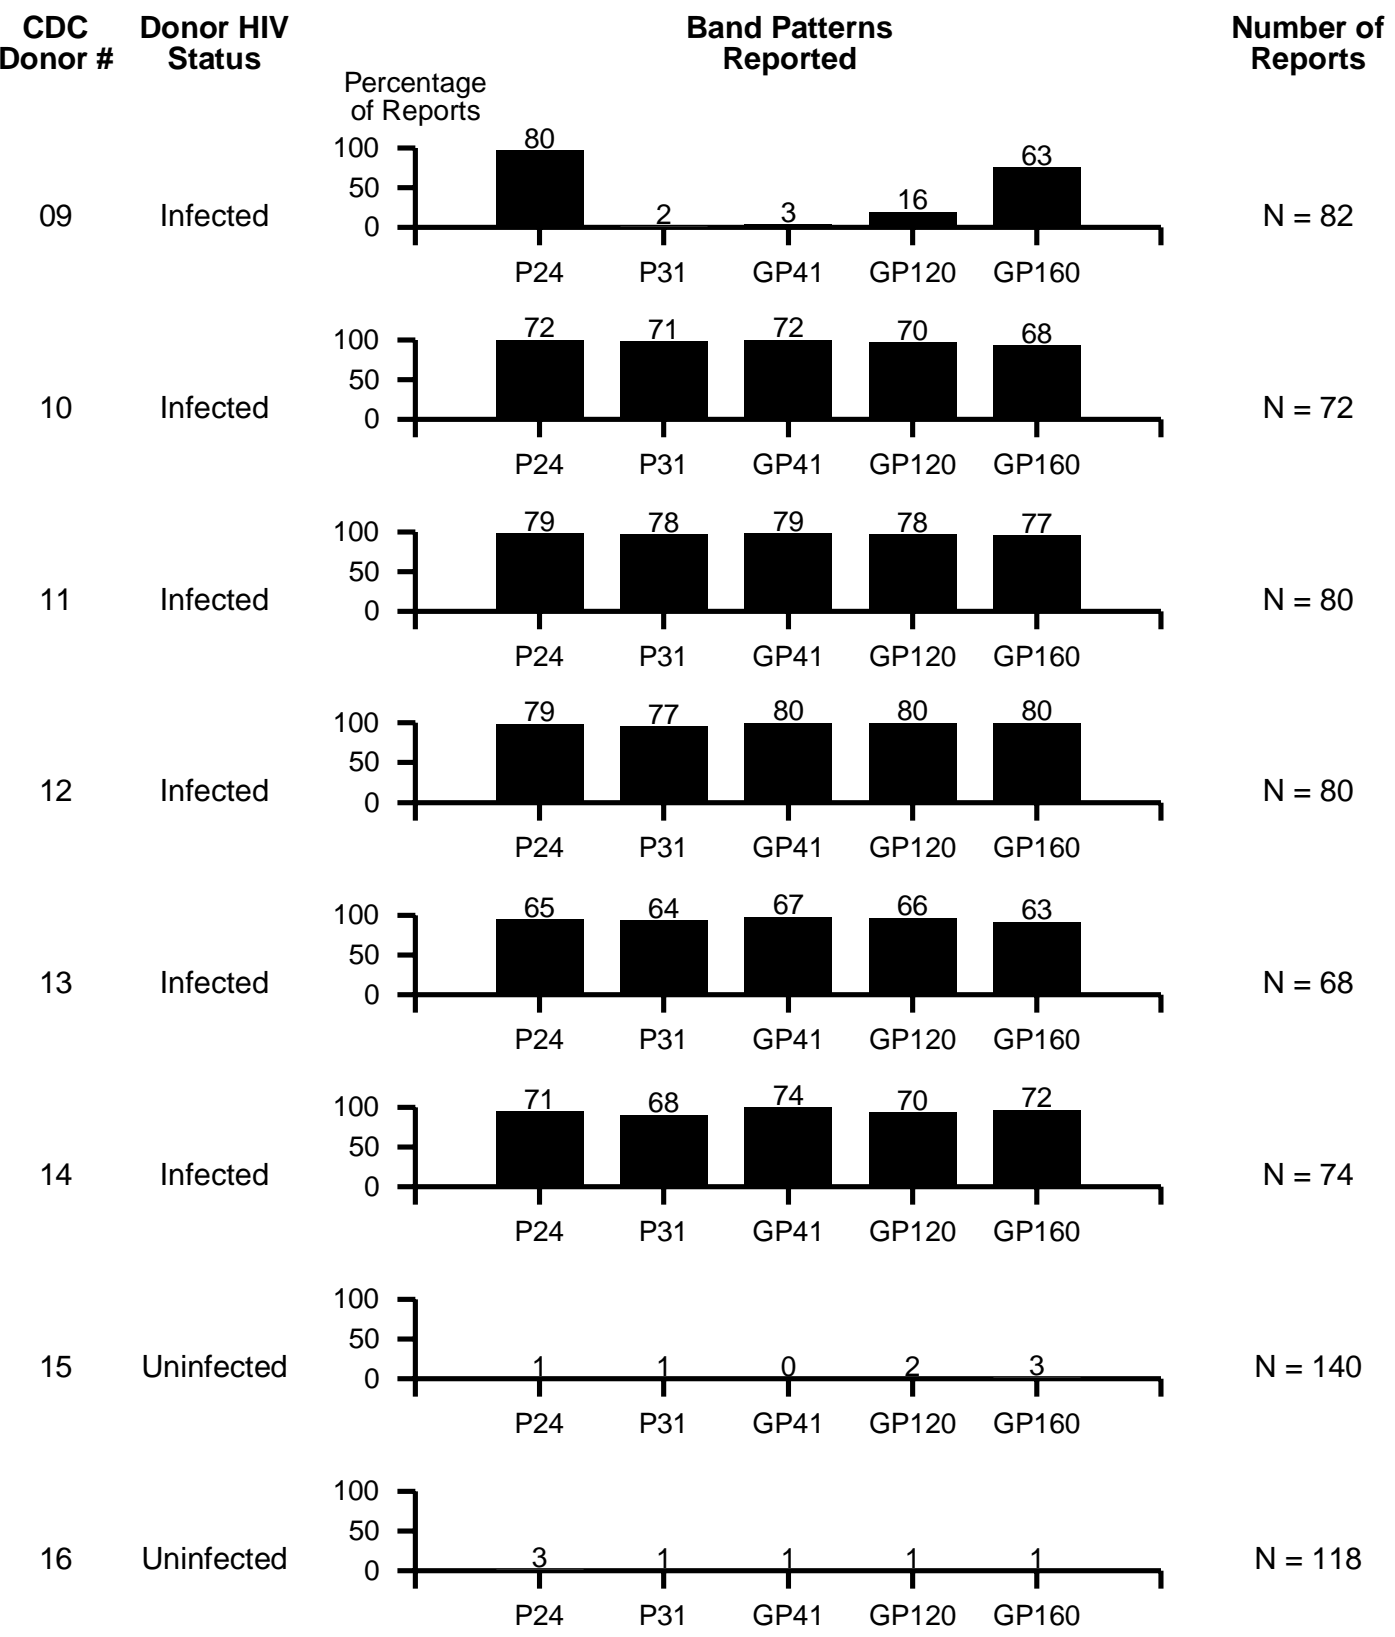 CDC Donor HIV Band Patterns Number of
Donor # Status Reported Reports
Percentage
of Reports
80
100 63
50 16
09 Infected 2 3 N = 82
0
P24 P31 GP41 GP120 GP160
72 71 72 70 68
100
50
10 Infected N = 72
0
P24 P31 GP41 GP120 GP160
79 78 79 78 77
100
50
11 Infected N = 80
0
P24 P31 GP41 GP120 GP160
79 77 80 80 80
100
50
12 Infected N = 80
0
P24 P31 GP41 GP120 GP160
65 64 67 66 63
100
50
13 Infected N = 68
0
P24 P31 GP41 GP120 GP160
71 68 74 70 72
100
50
14 Infected N = 74
0
P24 P31 GP41 GP120 GP160
100
50
15 Uninfected 1 1 0 2 3 N = 140
0
P24 P31 GP41 GP120 GP160
100
50
16 Uninfected 3 1 1 1 1 N = 118
0
P24 P31 GP41 GP120 GP160